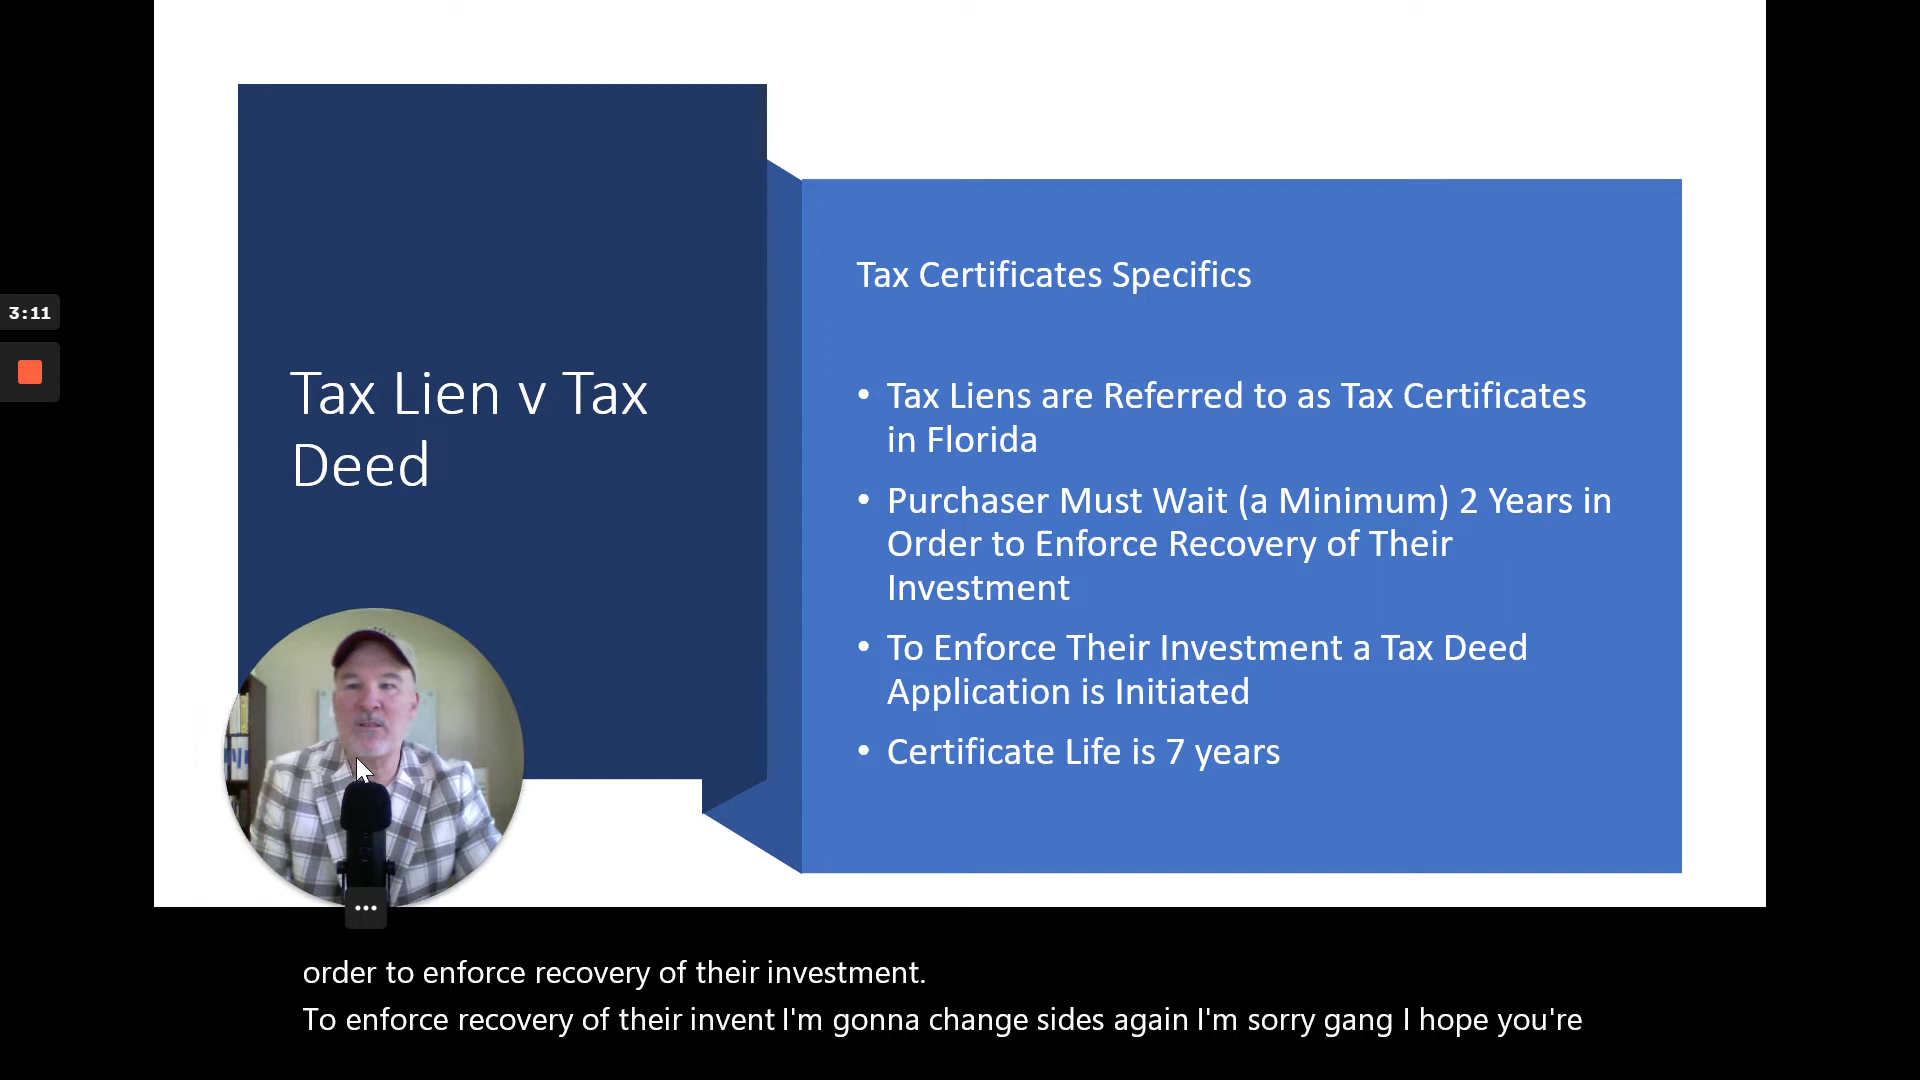 3:11
Tax Lien v Tax
Deed
Tax Certificates Specifics
• Tax Liens are Referred to as Tax Certificates
in Florida
• Purchaser Must Wait (a Minimum) 2 Years in
Order to Enforce Recovery of Their
Investment
• To Enforce Their Investment a Tax Deed
Application is Initiated
• Certificate Life is 7 years
order to enforce recovery of their investment.
To enforce recovery of their invent I'm gonna change sides again I'm sorry gang I hope you're